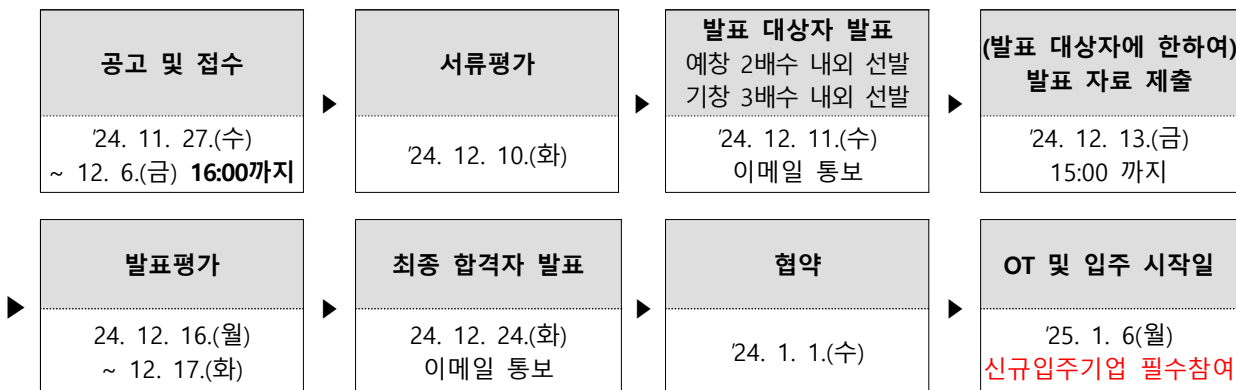 공고 및 접수
'24. 11. 27.(수)
~ 12. 6.(금) 16:00까지
▶
서류평가
'24. 12. 10.(화)
▶
발표 대상자 발표
예창 2배수 내외 선발
기창 3배수 내외 선발
'24. 12. 11.(수)
이메일 통보
▶
(발표 대상자에 한하여)
발표 자료 제출
'24. 12. 13.(금)
15:00 까지
▶
발표평가
24. 12. 16.(월)
~ 12. 17.(화)
▶
최종 합격자 발표
24. 12. 24.(화)
이메일 통보
▶
협약
'24. 1. 1.(수)
▶
OT 및 입주 시작일
'25. 1. 6(월)
신규입주기업 필수참여